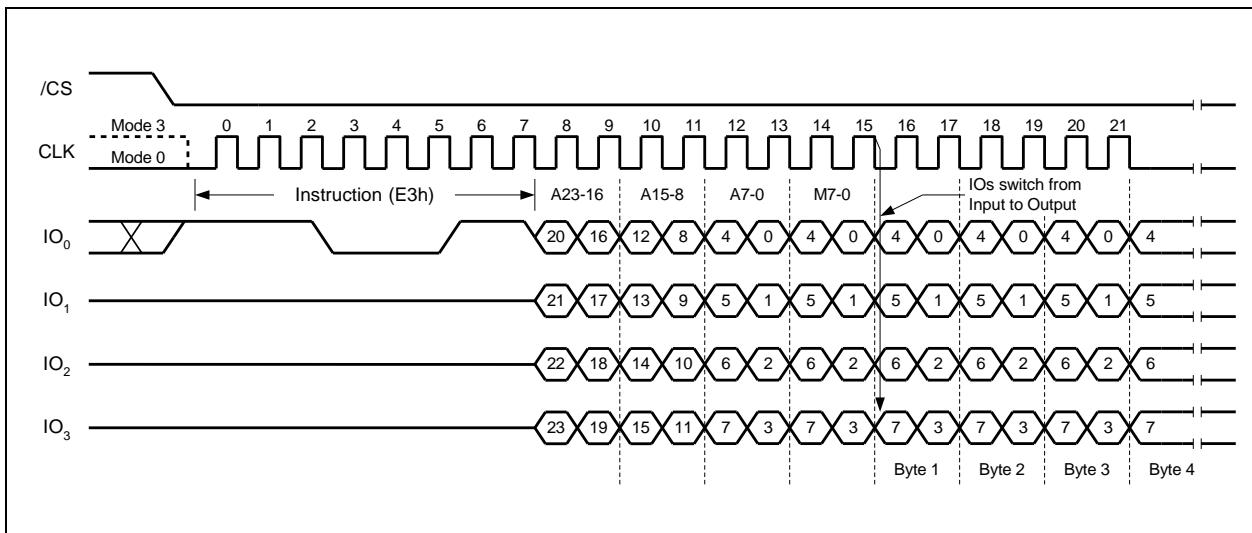 /CS
Mode 3 0 1 2 3 4 5 6 7 8 9 10 11 12 13 14 15 16 17 18 19 20 21
CLK
Mode 0
Instruction (E3h) A23-16 A15-8 A7-0 M7-0 IOs switch from
Input to Output
IO0 20 16 12 8 4 0 4 0 4 0 4 0 4 0 4
IO1 21 17 13 9 5 1 5 1 5 1 5 1 5 1 5
IO2 22 18 14 10 6 2 6 2 6 2 6 2 6 2 6
IO3 23 19 15 11 7 3 7 3 7 3 7 3 7 3 7
Byte 1 Byte 2 Byte 3 Byte 4